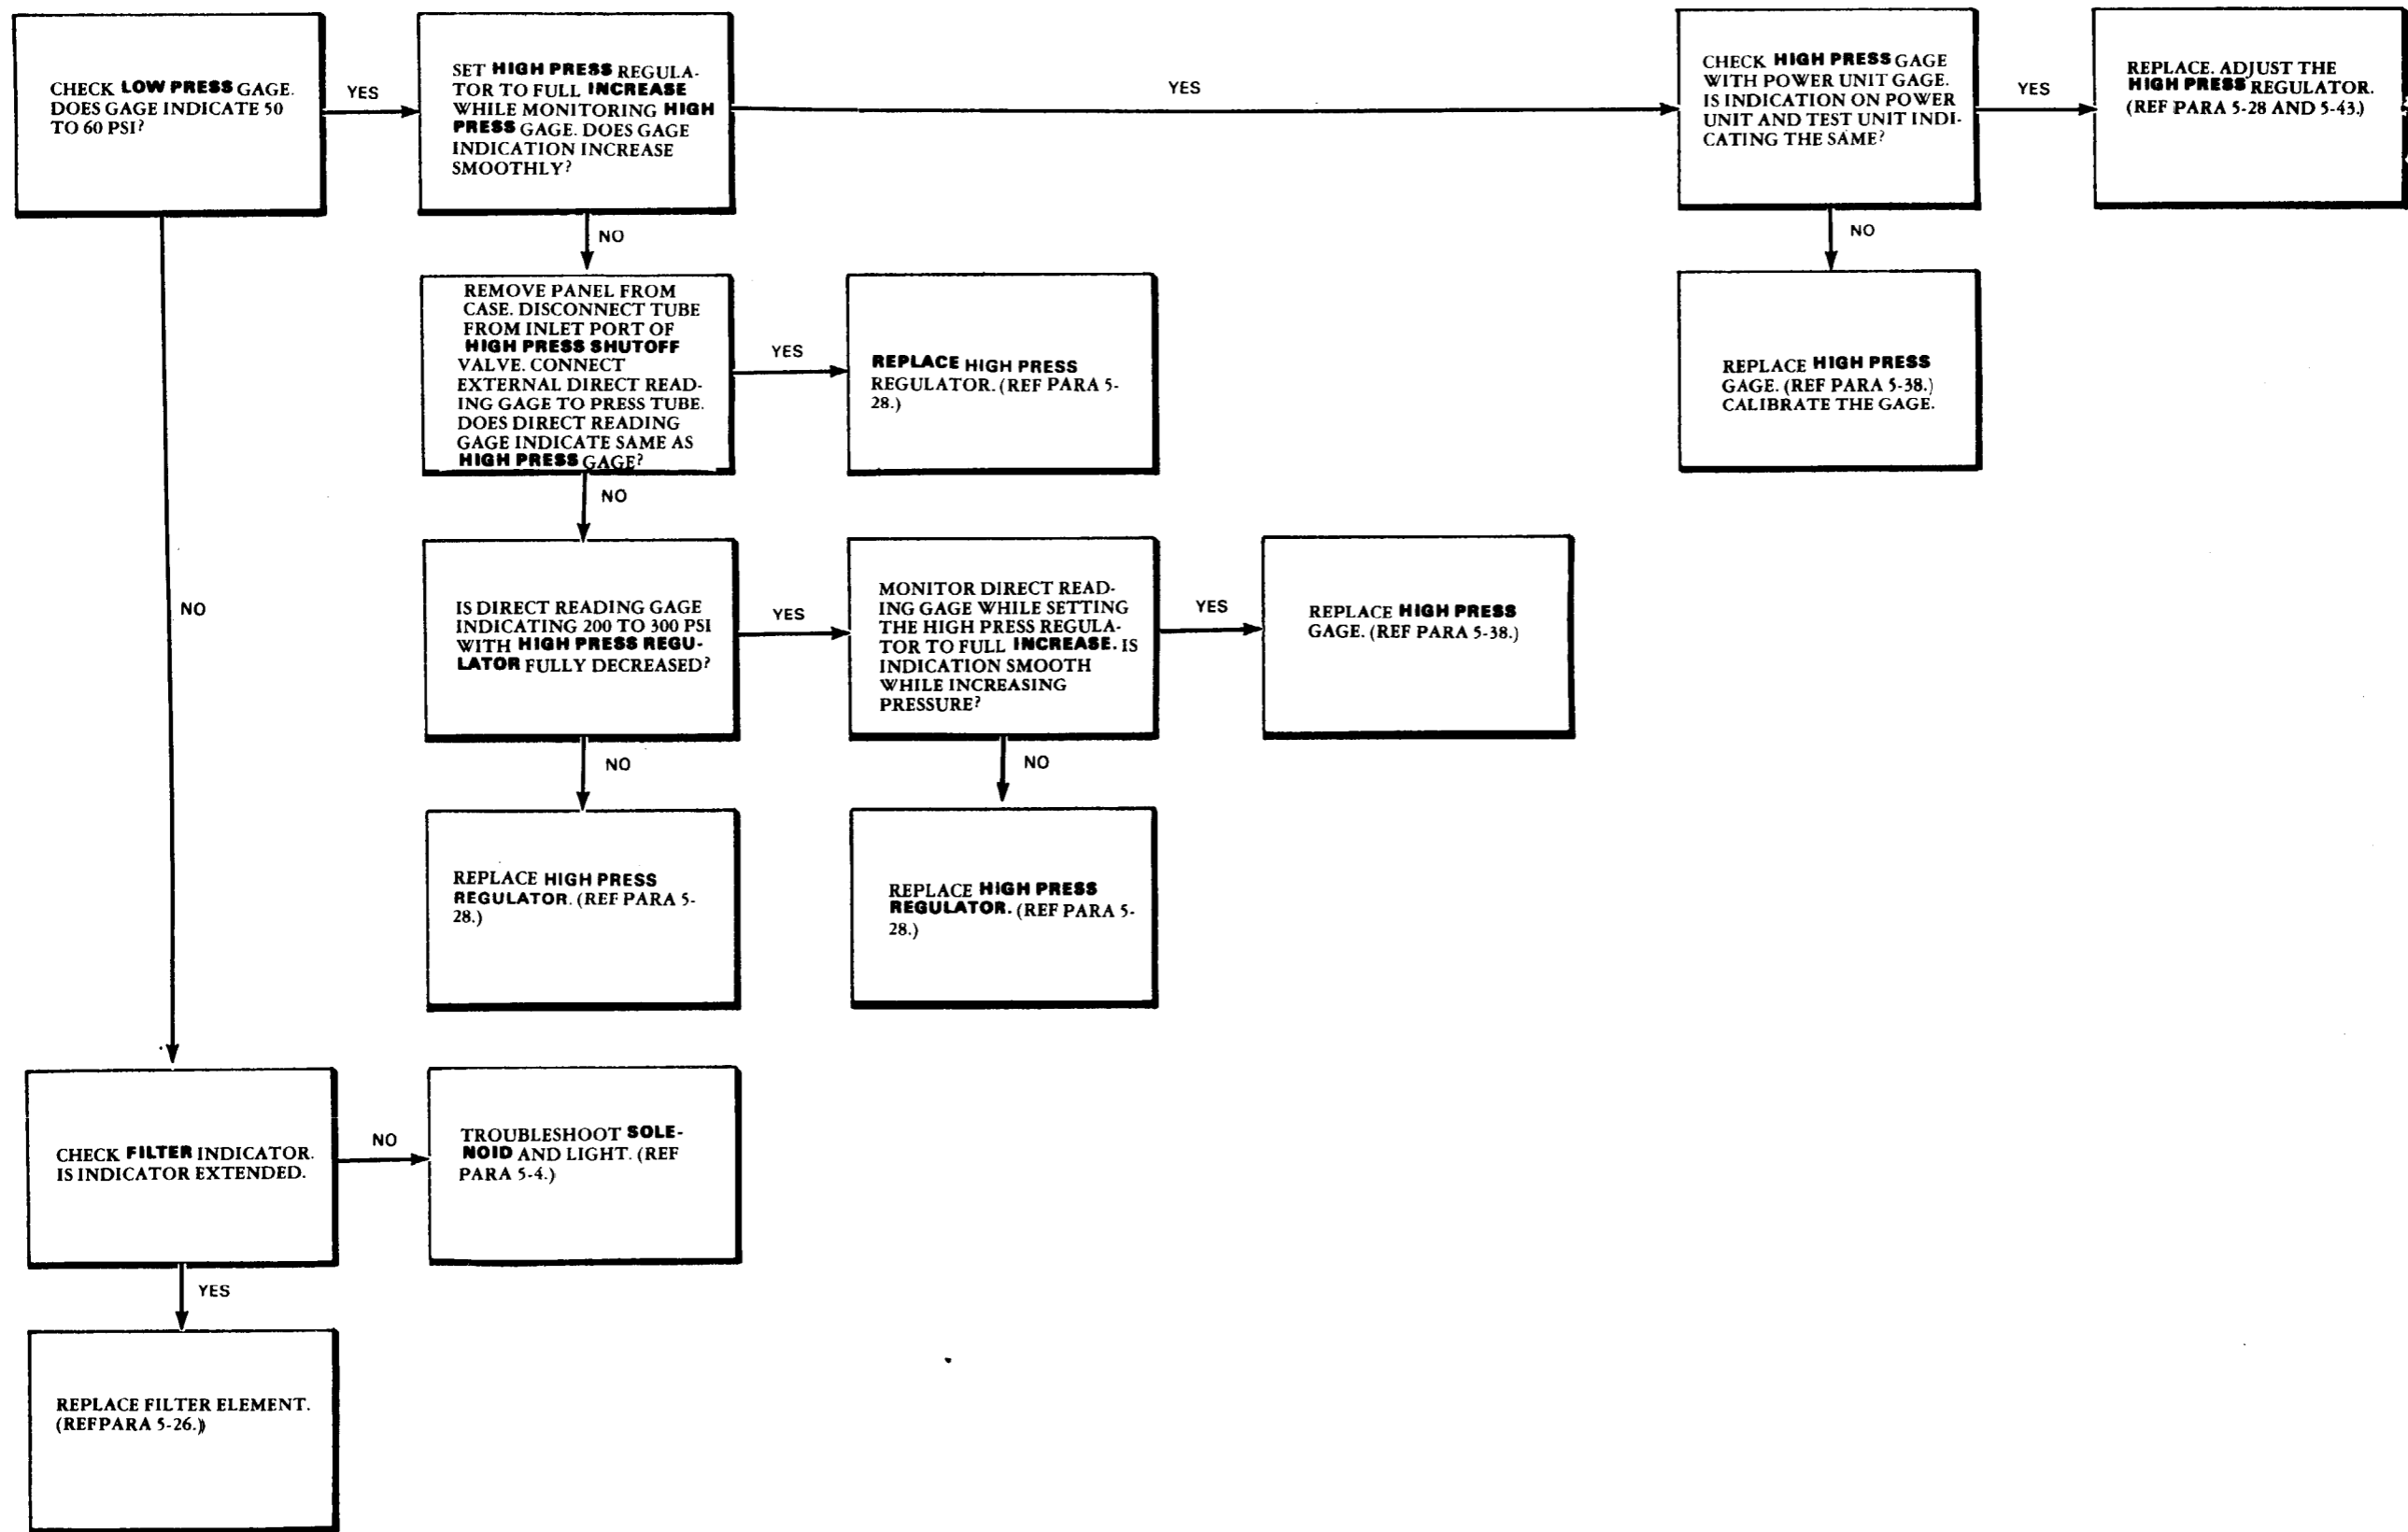 CHECK LOW PRESS GAGE.
DOES GAGE INDICATE 50
TO 60 PSI?
YES
SET HIGH PRESS REGULA-
TOR TO FULL INCREASE
WHILE MONITORING HIGH
PRESS GAGE. DOES GAGE
INDICATION INCREASE
SMOOTHLY?
YES
CHECK HIGH PRESS GAGE
WITH POWER UNIT GAGE.
IS INDICATION ON POWER
UNIT AND TEST UNIT INDI-
CATING THE SAME?
YES
REPLACE. ADJUST THE
HIGH PRESS REGULATOR.
(REF PARA 5-28 AND 5-43.)
NO
NO
REMOVE PANEL FROM
CASE. DISCONNECT TUBE
FROM INLET PORT OF
HIGH PRESS SHUTOFF
VALVE. CONNECT
EXTERNAL DIRECT READ-
ING GAGE TO PRESS TUBE.
DOES DIRECT READING
GAGE INDICATE SAME AS
HIGH PRESS GAGE?
YES
REPLACE HIGH PRESS
REGULATOR. (REF PARA 5-
28.)
REPLACE HIGH PRESS
GAGE. (REF PARA 5-38.)
CALIBRATE THE GAGE.
NO
NO
IS DIRECT READING GAGE
INDICATING 200 TO 300 PSI
WITH HIGH PRESS REGU-
LATOR FULLY DECREASED?
YES
MONITOR DIRECT READ-
ING GAGE WHILE SETTING
THE HIGH PRESS REGULA-
TOR TO FULL INCREASE. IS
INDICATION SMOOTH
WHILE INCREASING
PRESSURE?
YES
REPLACE HIGH PRESS
GAGE. (REF PARA 5-38.)
NO
NO
REPLACE HIGH PRESS
REGULATOR. (REF PARA 5-
28.)
REPLACE HIGH PRESS
REGULATOR. (REF PARA 5-
28.)
CHECK FILTER INDICATOR.
IS INDICATOR EXTENDED.
NO
TROUBLESHOOT SOLE-
NOID AND LIGHT. (REF
PARA 5-4.)
YES
REPLACE FILTER ELEMENT.
(REFPARA 5-26.))